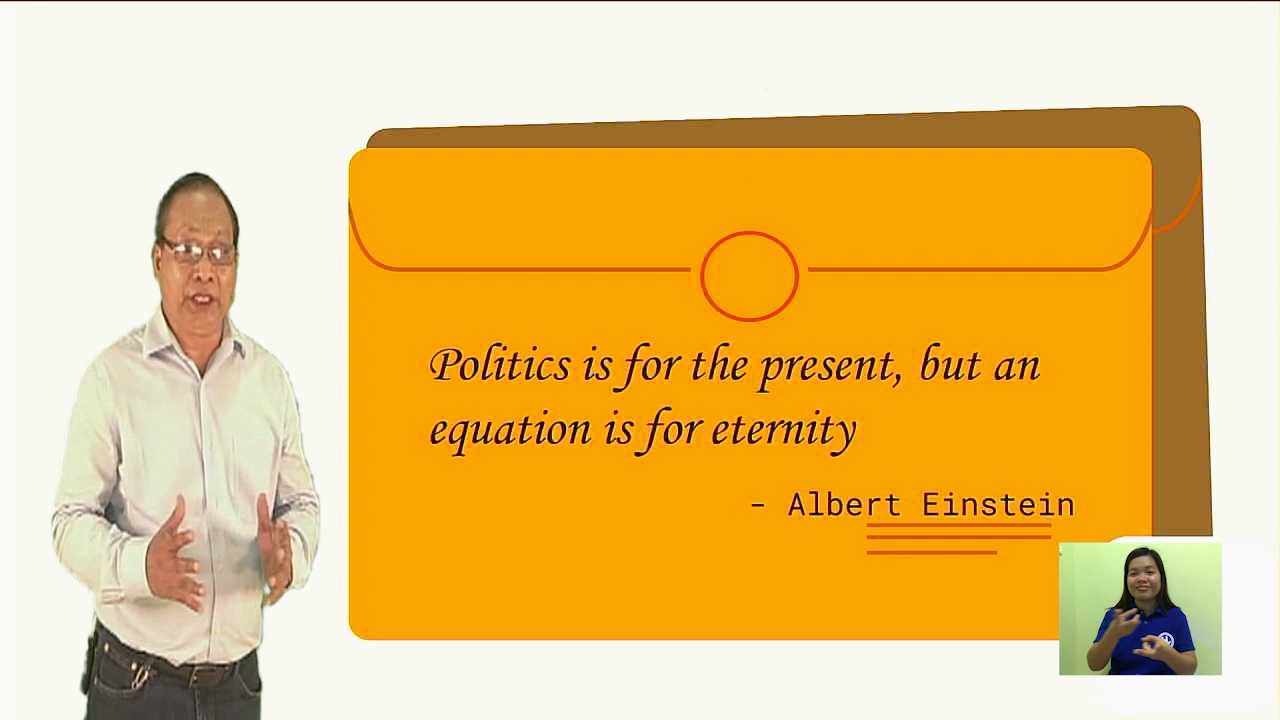 Politics is for the present, but an
equation is for eternity
- Albert Einstein